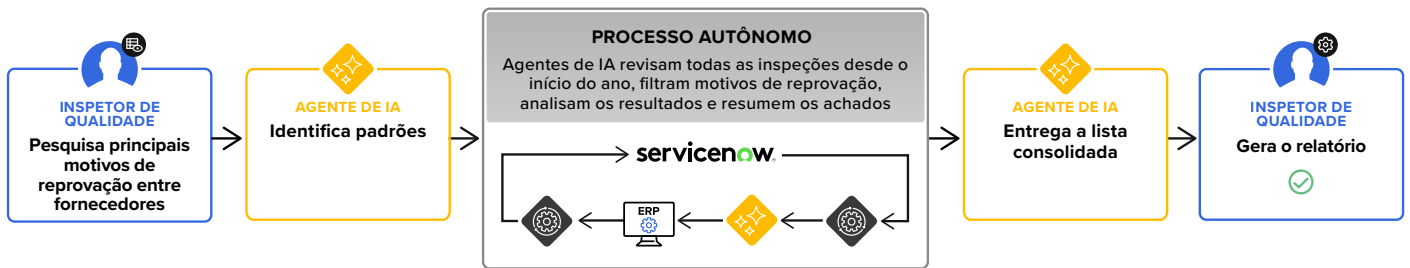 INSPETOR DE
QUALIDADE
Pesquisa principais
motivos de
reprovação entre
fornecedores
AGENTE DE IA
Identifica padrões
PROCESSO AUTÔNOMO
Agentes de IA revisam todas as inspeções desde o
início do ano, filtram motivos de reprovação,
analisam os resultados e resumem os achados
servicenow
ERP
AGENTE DE IA
Entrega a lista
consolidada
INSPETOR DE
QUALIDADE
Gera o relatório